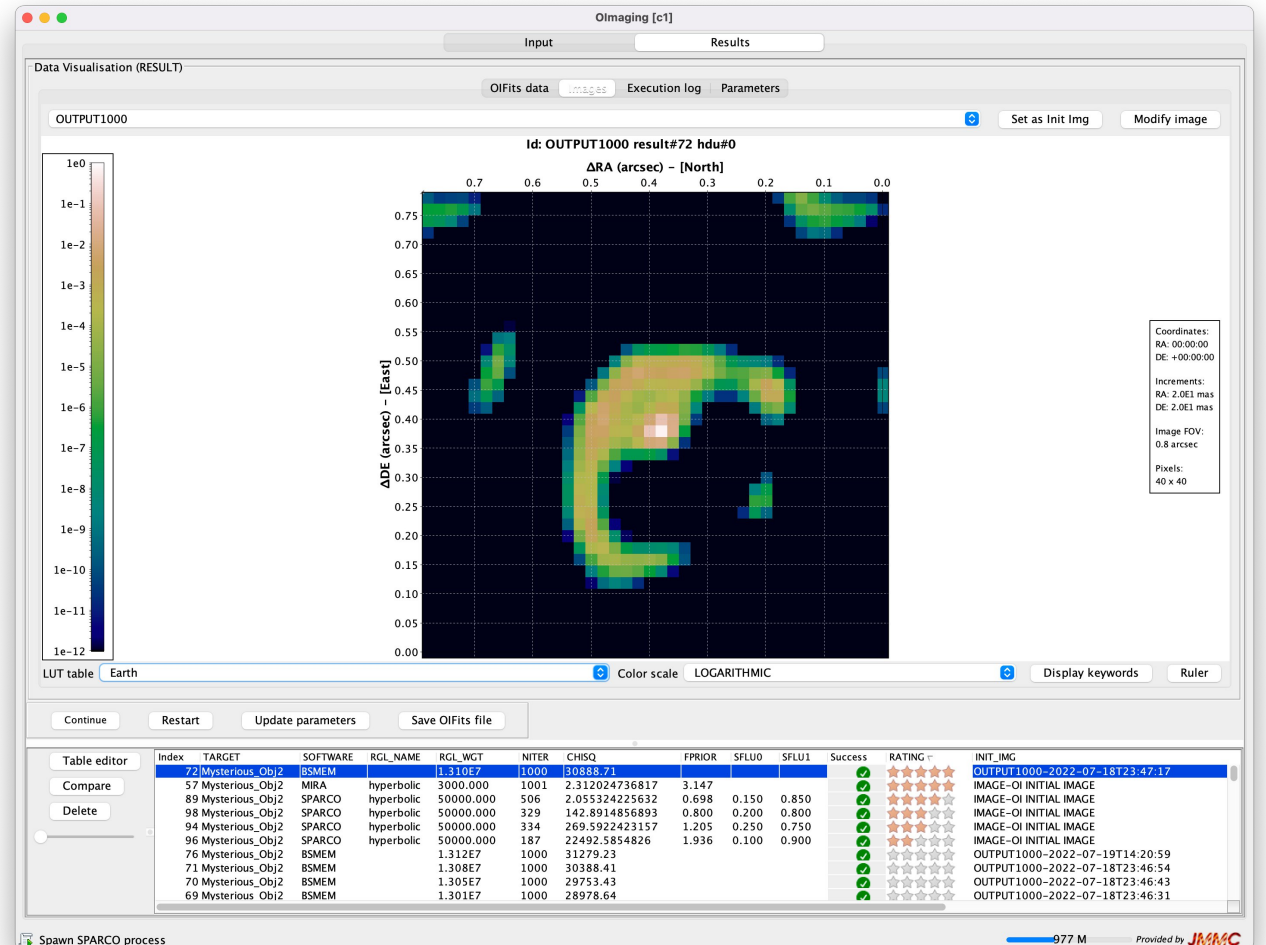 OImaging [c1]
Input Results
Data Visualisation (RESULT)
OIFits data Images Execution log Parameters
OUTPUT1000 Set as Init Img Modify image
Id: OUTPUT1000 result#72 hdu#0
ΔRA (arcsec) – [North]
0.7 0.6 0.5 0.4 0.3 0.2 0.1 0.0
1e0
1e-1
1e-2
1e-3
1e-4
1e-5
1e-6
1e-7
1e-8
1e-9
1e-10
1e-11
1e-12
ΔDE (arcsec) – [East]
0.75
0.70
0.65
0.60
0.55
0.50
0.45
0.40
0.35
0.30
0.25
0.20
0.15
0.10
0.05
0.00
Coordinates:
RA: 00:00:00
DE: +00:00:00
Increments:
RA: 2.0E1 mas
DE: 2.0E1 mas
Image FOV:
0.8 arcsec
Pixels:
40 x 40
LUT table Earth Color scale LOGARITHMIC Display keywords Ruler
Continue Restart Update parameters Save OIFits file
Table editor
Compare
Delete
Index TARGET SOFTWARE RGL_NAME RGL_WGT NITER CHISQ FPRIOR SFLU0 SFLU1 Success RATING INIT_IMG
72 Mysterious_Obj2 BSMEM 1.310E7 1000 30888.71 OUTPUT1000-2022-07-18T23:47:17
57 Mysterious_Obj2 MIRA hyperbolic 3000.000 1001 2.312024736817 3.147 IMAGE-OI INITIAL IMAGE
89 Mysterious_Obj2 SPARCO hyperbolic 50000.000 506 2.055324225632 0.698 0.150 0.850 IMAGE-OI INITIAL IMAGE
98 Mysterious_Obj2 SPARCO hyperbolic 50000.000 329 142.8914856893 0.800 0.200 0.800 IMAGE-OI INITIAL IMAGE
94 Mysterious_Obj2 SPARCO hyperbolic 50000.000 334 269.5922423157 1.205 0.250 0.750 IMAGE-OI INITIAL IMAGE
96 Mysterious_Obj2 SPARCO hyperbolic 50000.000 187 22492.5854826 1.936 0.100 0.900 IMAGE-OI INITIAL IMAGE
76 Mysterious_Obj2 BSMEM 1.312E7 1000 31279.23 OUTPUT1000-2022-07-19T14:20:59
71 Mysterious_Obj2 BSMEM 1.308E7 1000 30388.41 OUTPUT1000-2022-07-18T23:46:54
70 Mysterious_Obj2 BSMEM 1.305E7 1000 29753.43 OUTPUT1000-2022-07-18T23:46:43
69 Mysterious_Obj2 BSMEM 1.301E7 1000 28978.64 OUTPUT1000-2022-07-18T23:46:31
Spawn SPARCO process 977 M Provided by JMMC